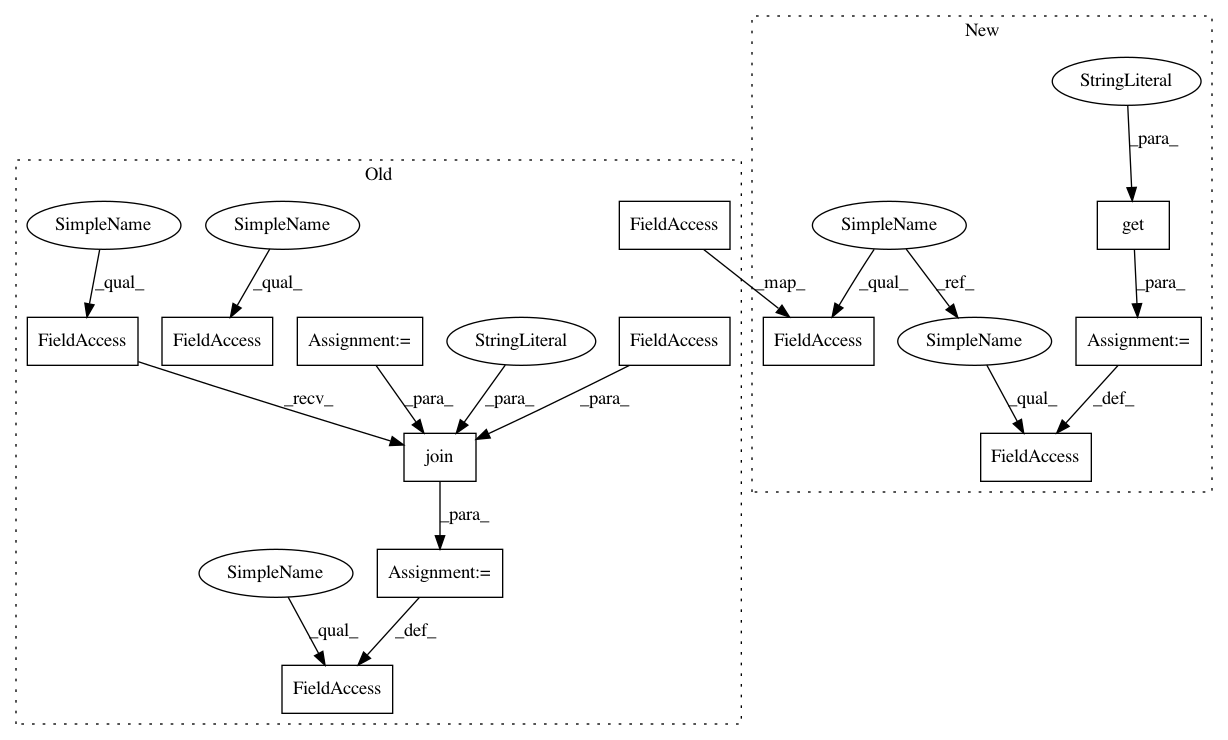 New
StringLiteral
_para_
Old
SimpleName
SimpleName
FieldAccess
SimpleName
get
_qual_
_qual_
_map_
_qual_
_ref_
_para_
FieldAccess
FieldAccess
Assignment:=
StringLiteral
FieldAccess
FieldAccess
SimpleName
Assignment:=
_recv_
_para_
_para_
_para_
_qual_
_def_
join
FieldAccess
_para_
SimpleName
Assignment:=
_qual_
_def_
FieldAccess